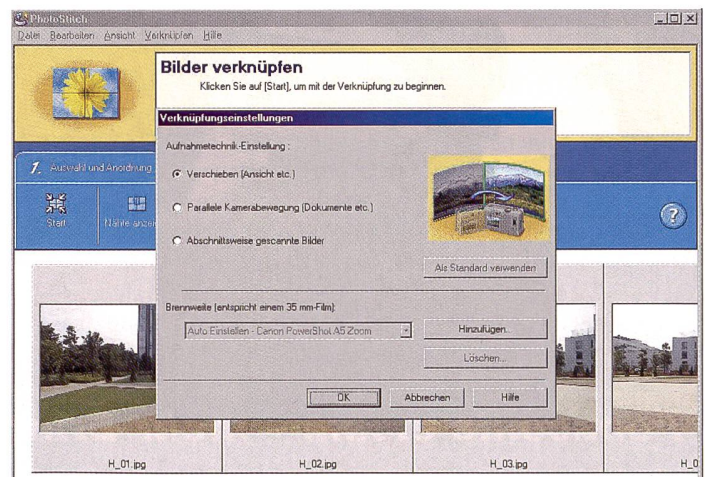 PhotoStitch
Datei Bearbeiten Ansicht Verknüpfen Hilfe
Bilder verknüpfen
Klicken Sie auf [Start], um mit der Verknüpfung zu beginnen.
Verknüpfungseinstellungen
1. Auswahl und Anordnung
Aufnahmetechnik-Einstellung :
Verschieben (Ansicht etc.)
Parallele Kamerabewegung (Dokumente etc.)
Abschnittsweise gescannte Bilder
Start
Nähte anzei
?
Als Standard verwenden
Brennweite (entspricht einem 35 mm-Film):
Auto Einstellen - Canon PowerShot A5 Zoom
Hinzufügen...
Löschen...
OK Abbrechen Hilfe
H_01.jpg H_02.jpg H_03.jpg H_0